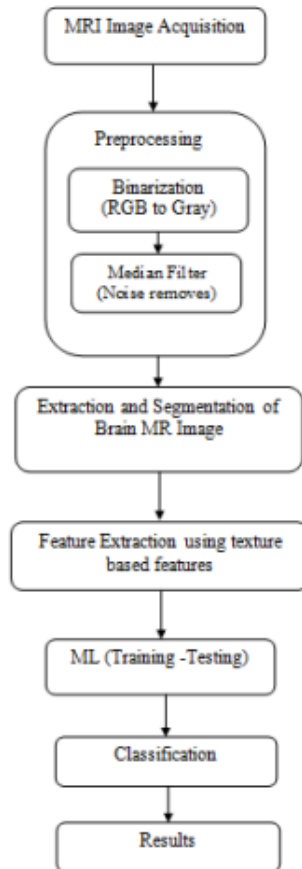 MRI Image Acquisition
Preprocessing
Binarization
(RGB to Gray)
Median Filter
(Noise removes)
Extraction and Segmentation of
Brain MR Image
Feature Extraction using texture
based features
ML (Training -Testing)
Classification
Results